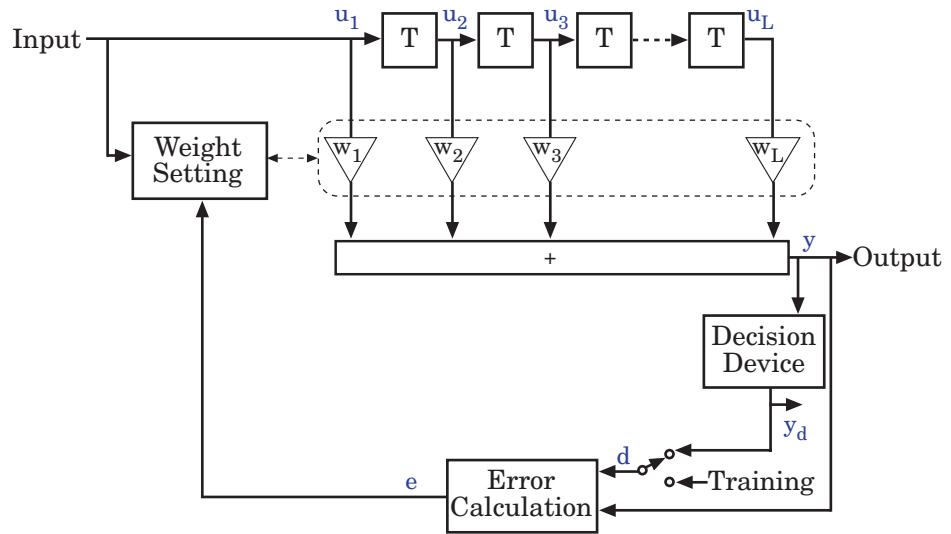 u1 u2 u3 uL
Input T T T T
Weight
Setting
w1 w2 w3 wL
y
+ Output
Decision
Device
yd
d
Training
e
Error
Calculation